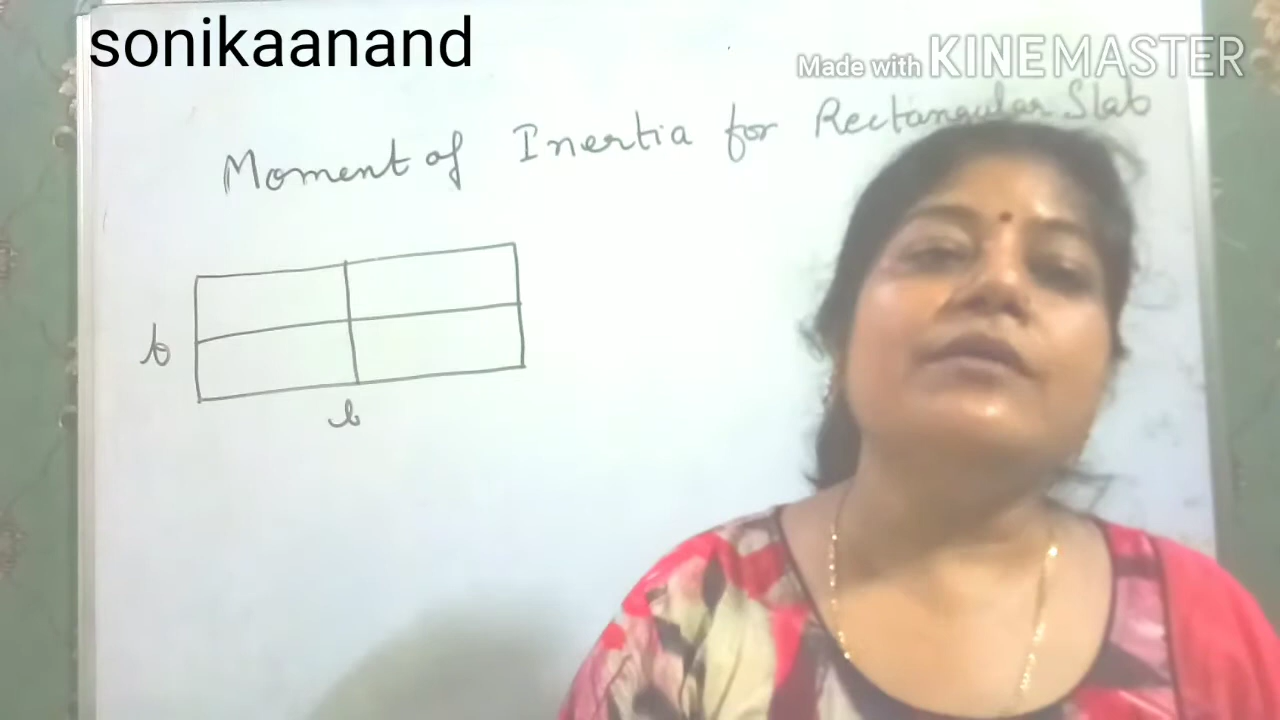 sonikaanand
Made with KINEMASTER
Moment of Inertia for Rectangular Slab
b
l